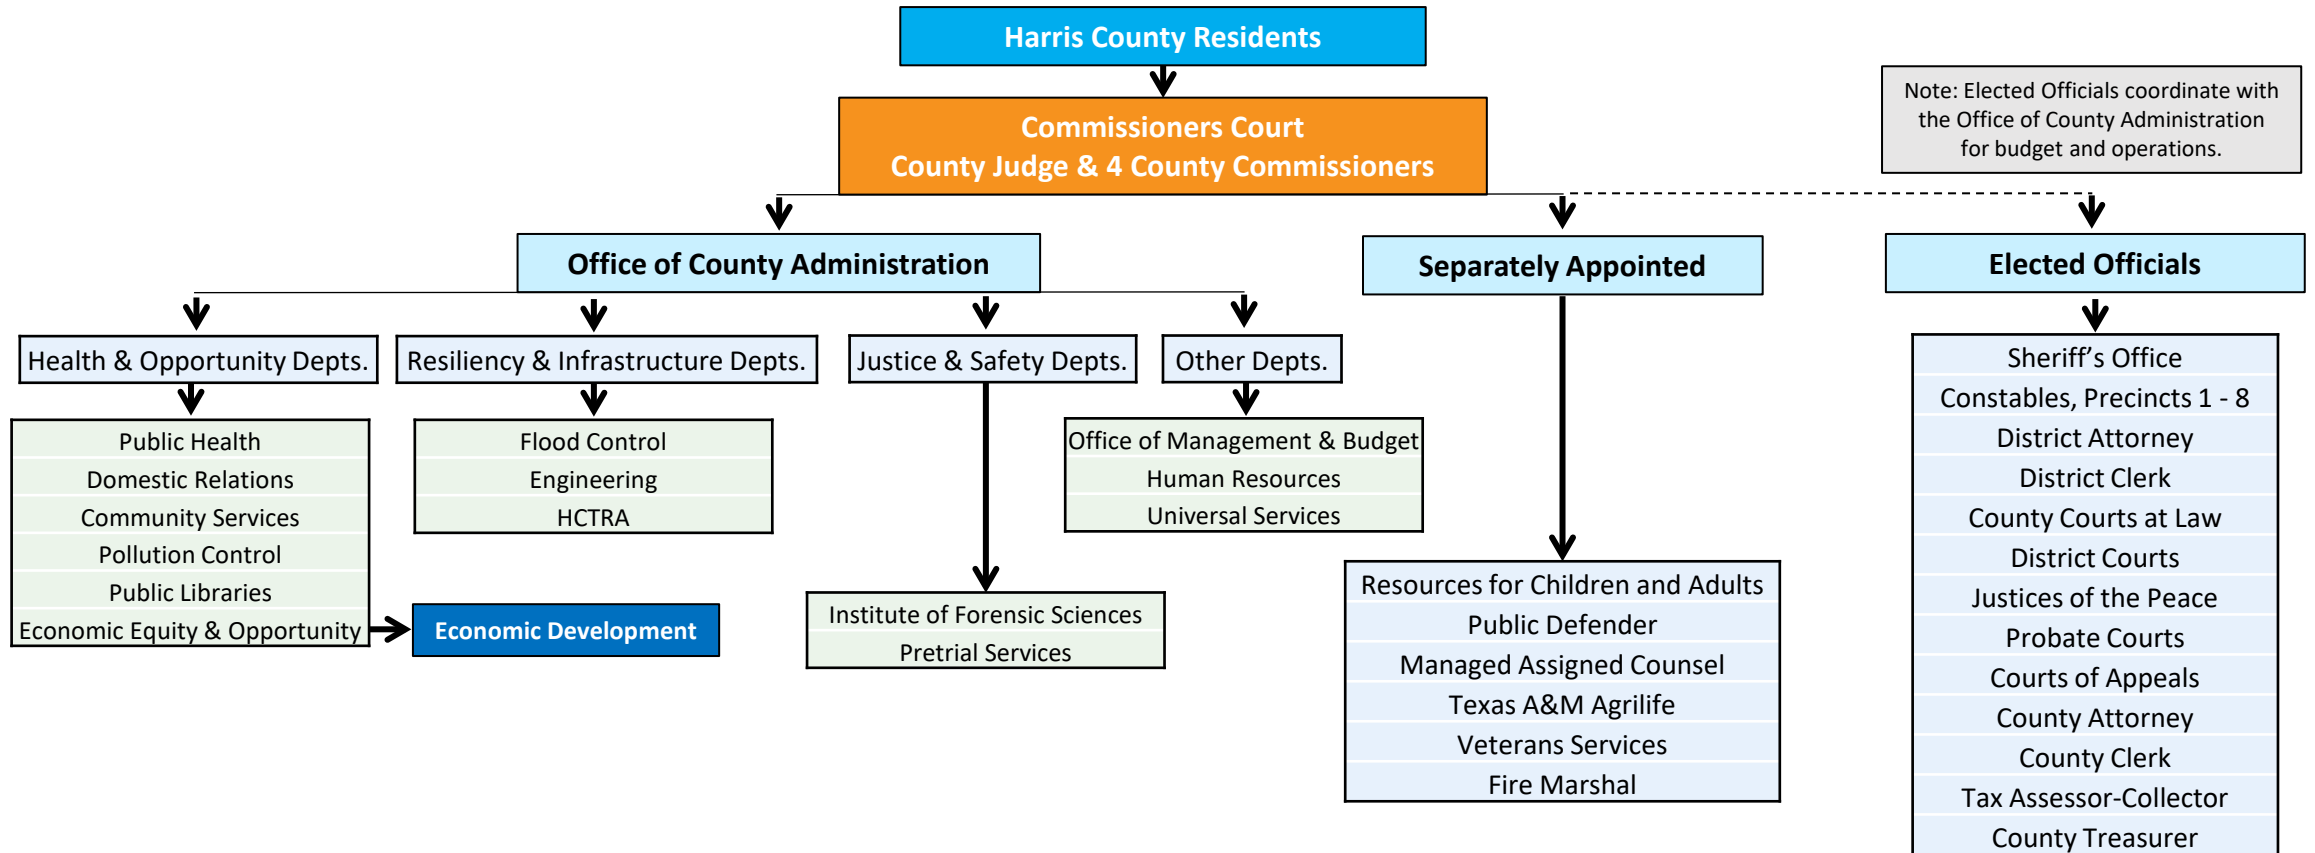 Harris County Residents
Commissioners Court
County Judge & 4 County Commissioners
Note: Elected Officials coordinate with
the Office of County Administration
for budget and operations.
Office of County Administration
Separately Appointed
Elected Officials
Health & Opportunity Depts.
Resiliency & Infrastructure Depts.
Justice & Safety Depts.
Other Depts.
Public Health
Domestic Relations
Community Services
Pollution Control
Public Libraries
Economic Equity & Opportunity
Economic Development
Flood Control
Engineering
HCTRA
Institute of Forensic Sciences
Pretrial Services
Office of Management & Budget
Human Resources
Universal Services
Resources for Children and Adults
Public Defender
Managed Assigned Counsel
Texas A&M Agrilife
Veterans Services
Fire Marshal
Sheriff’s Office
Constables, Precincts 1 - 8
District Attorney
District Clerk
County Courts at Law
District Courts
Justices of the Peace
Probate Courts
Courts of Appeals
County Attorney
County Clerk
Tax Assessor-Collector
County Treasurer